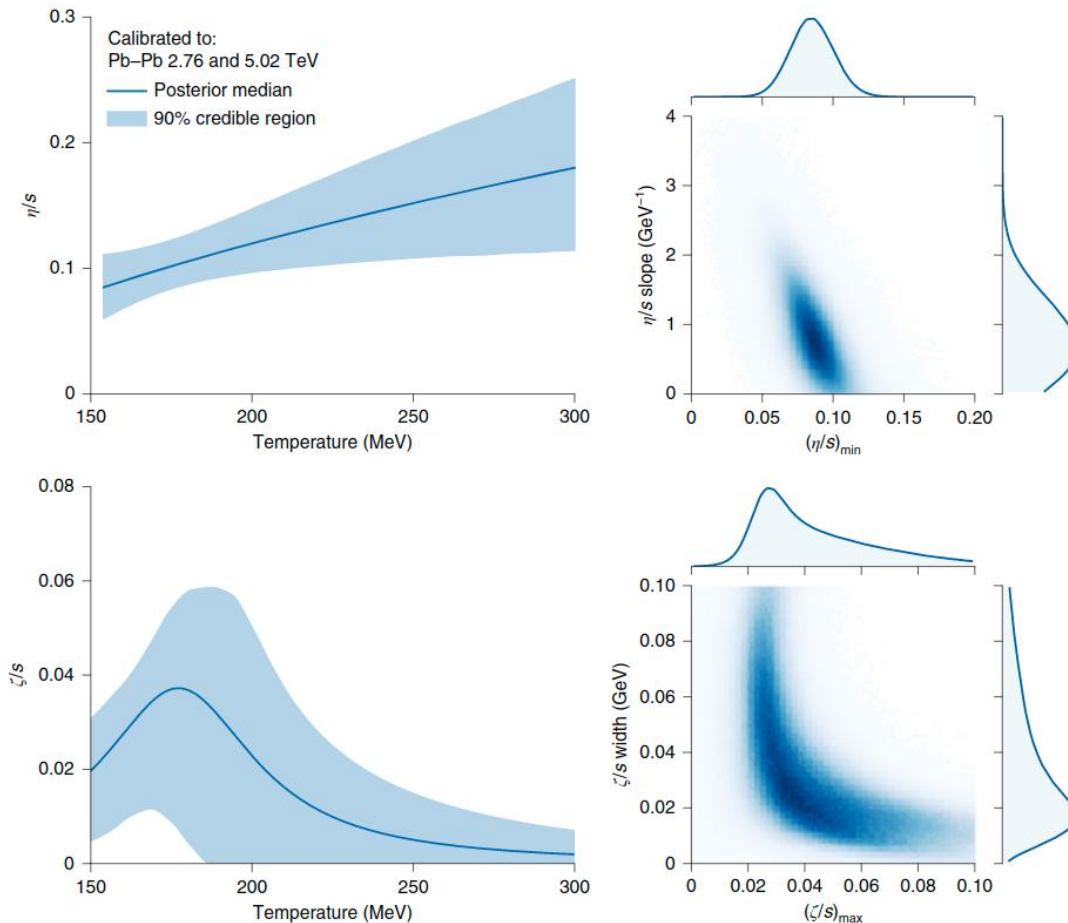 0.3
Calibrated to:
Pb–Pb 2.76 and 5.02 TeV
Posterior median
90% credible region
0.2
0.1
0
η/s
150 200 250 300
Temperature (MeV)
4
3
2
1
0
η/s slope (GeV⁻¹)
0 0.05 0.10 0.15 0.20
(η/s)min
0.08
0.06
0.04
0.02
0
ζ/s
150 200 250 300
Temperature (MeV)
0.10
0.08
0.06
0.04
0.02
0
ζ/s width (GeV)
0 0.02 0.04 0.06 0.08 0.10
(ζ/s)max